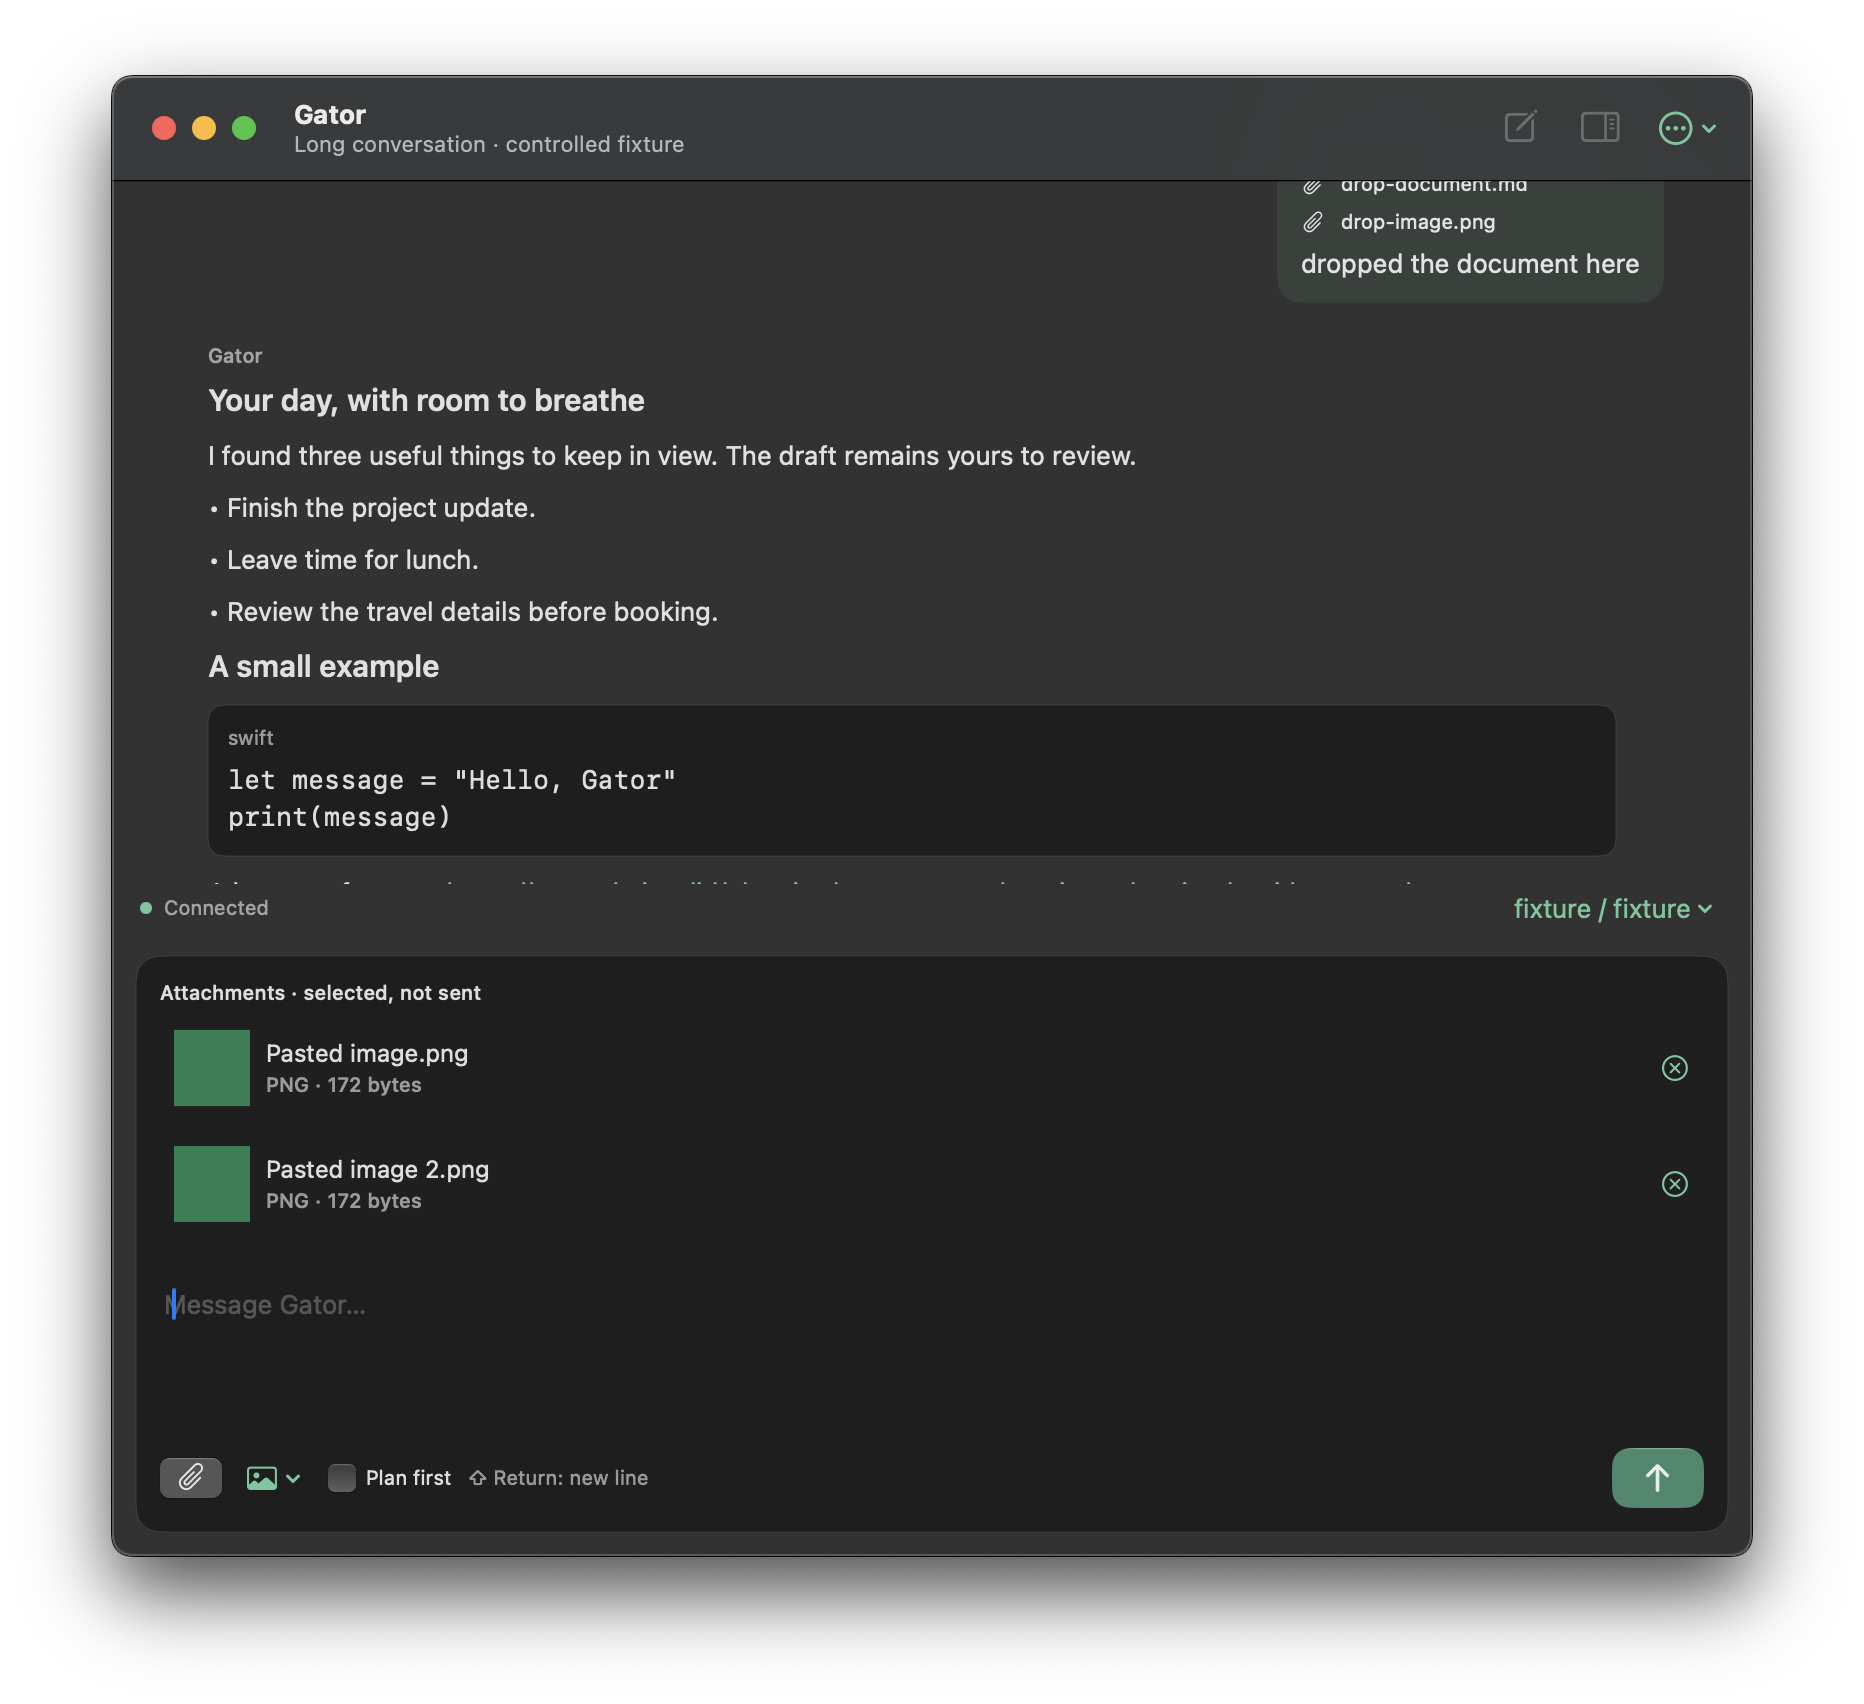 Gator
Long conversation · controlled fixture
drop-document.md
drop-image.png
dropped the document here
Gator
Your day, with room to breathe
I found three useful things to keep in view. The draft remains yours to review.
• Finish the project update.
• Leave time for lunch.
• Review the travel details before booking.
A small example
swift
let message = "Hello, Gator"
print(message)
Connected
fixture / fixture
Attachments · selected, not sent
Pasted image.png
PNG · 172 bytes
Pasted image 2.png
PNG · 172 bytes
Message Gator...
Plan first
⇧ Return: new line